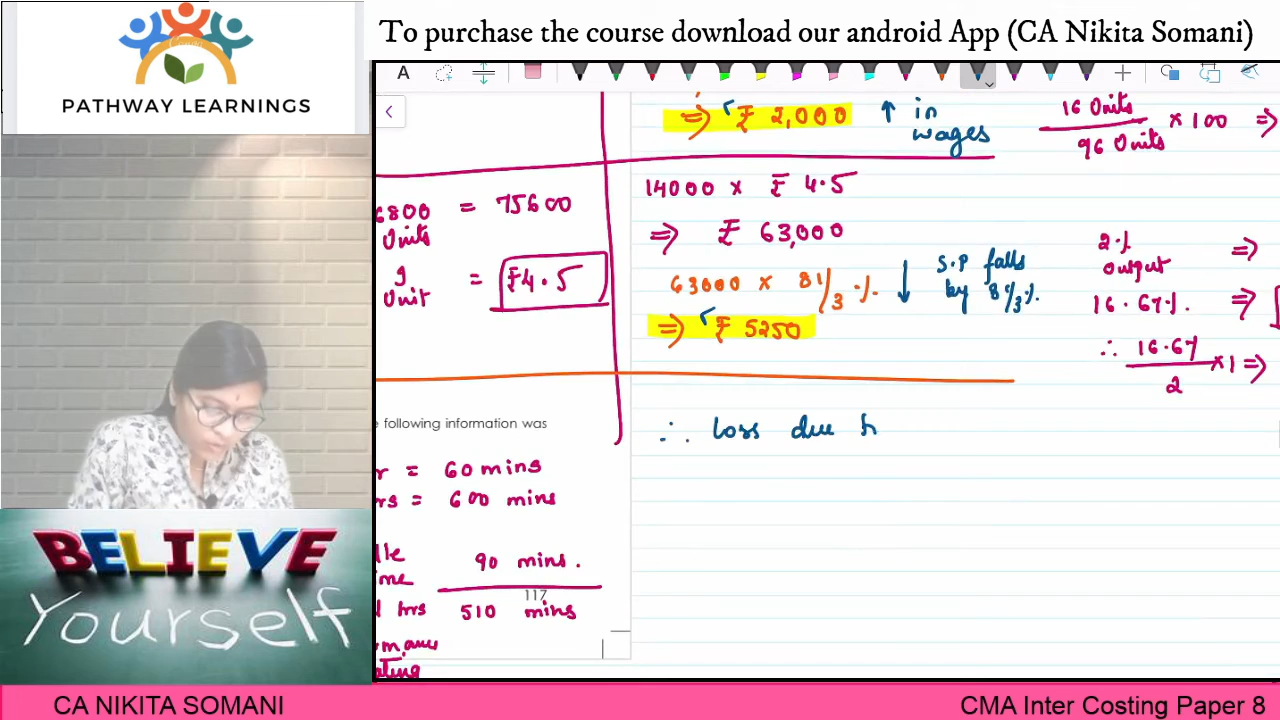 To purchase the course download our android App (CA Nikita Somani)
PATHWAY LEARNINGS
A
6800 Units = 75600
Unit = ₹4.5
e following information was
r = 60 mins
rs = 600 mins
90 mins.
117
hrs 510 mins
⇒ ₹ 2,000 ↑ in wages
16 Units / 96 Units × 100 ⇒
14000 × ₹ 4.5
⇒ ₹ 63,000
63000 × 8 1/3 % ↓ S.P falls by 8 1/3 %
⇒ ₹ 5250
2% output ⇒
16.67% ⇒
∴ 16.67 / 2 × 1 ⇒
∴ loss due
BELIEVE
Yourself
CA NIKITA SOMANI
CMA Inter Costing Paper 8